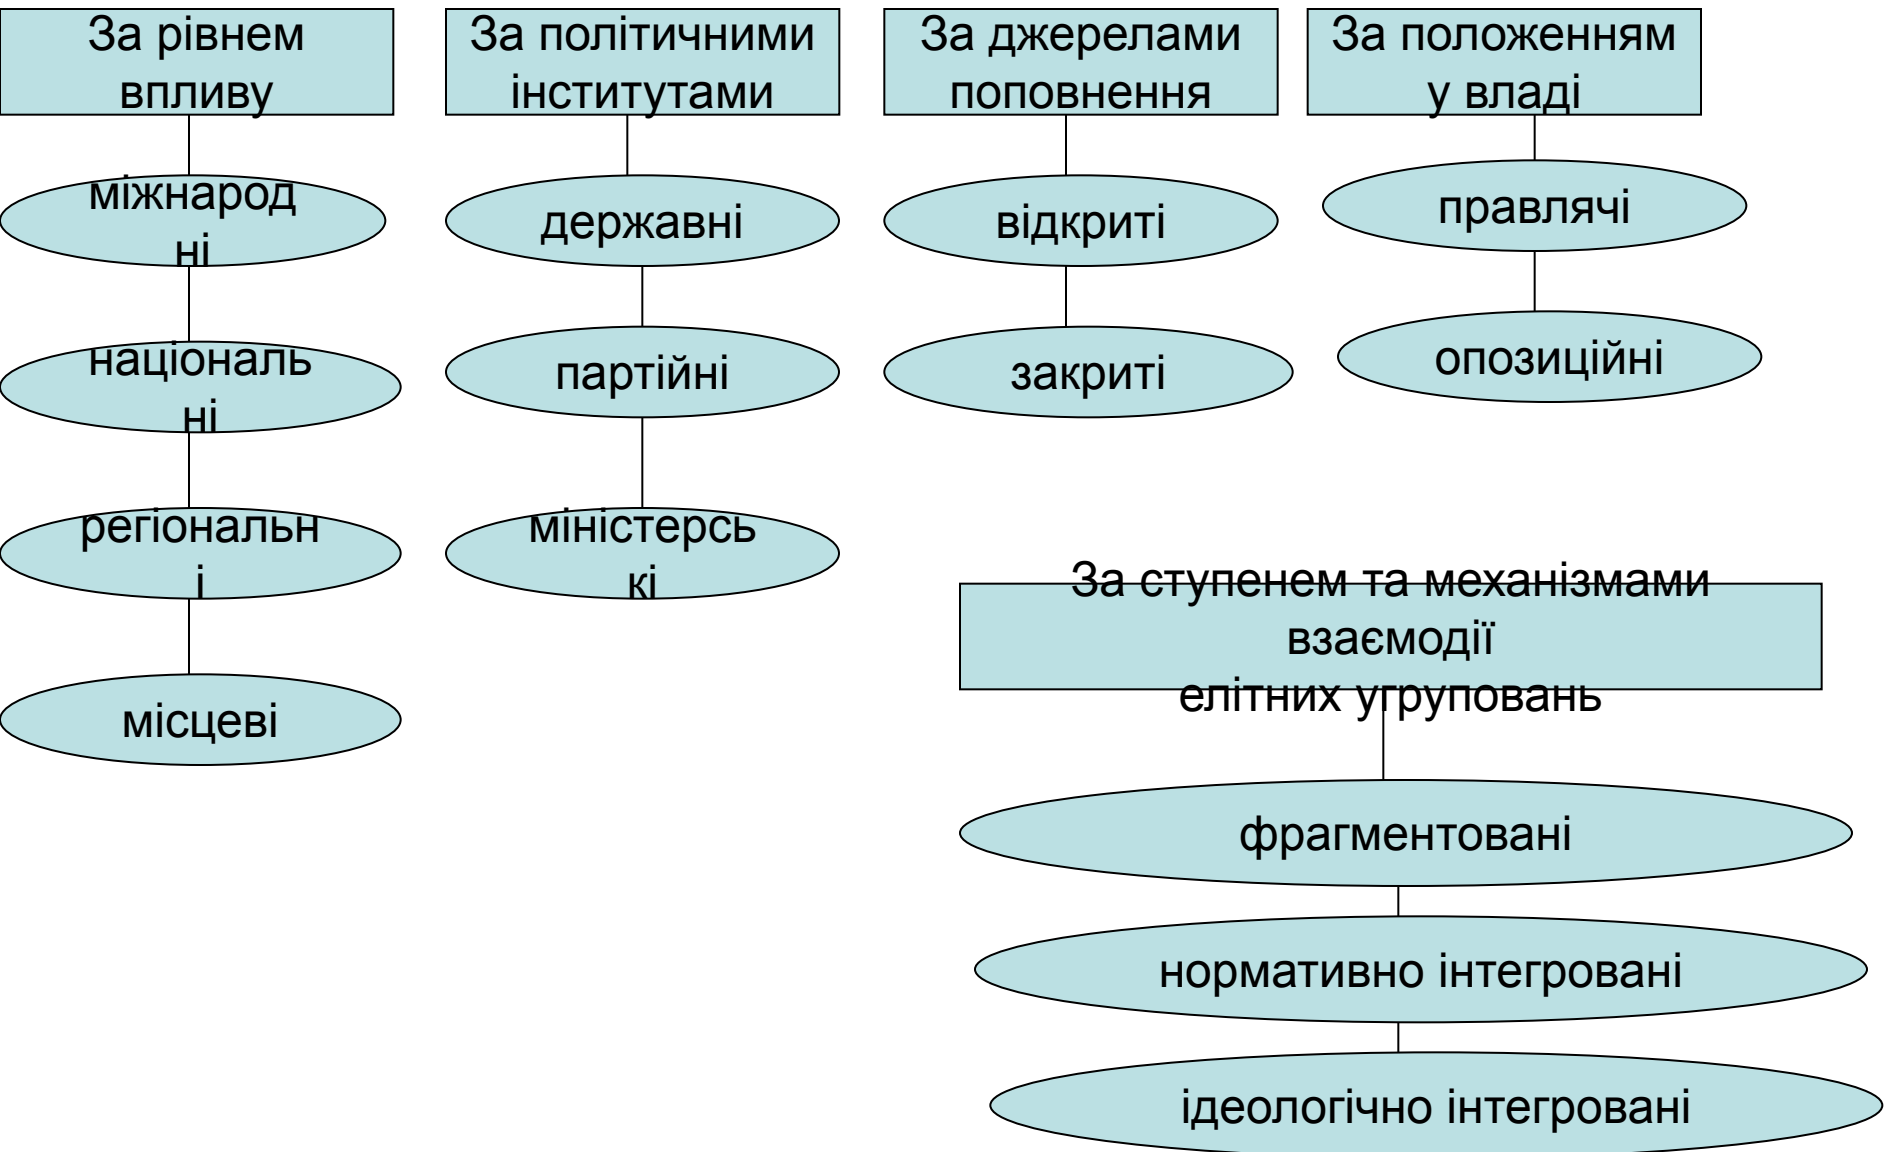 За рівнем
впливу
міжнарод
ні
національ
ні
регіональн
і
місцеві
За політичними
інститутами
державні
партійні
міністерсь
кі
За джерелами
поповнення
відкриті
закриті
За положенням
у владі
правлячі
опозиційні
За ступенем та механізмами
взаємодії
елітних угруповань
фрагментовані
нормативно інтегровані
ідеологічно інтегровані